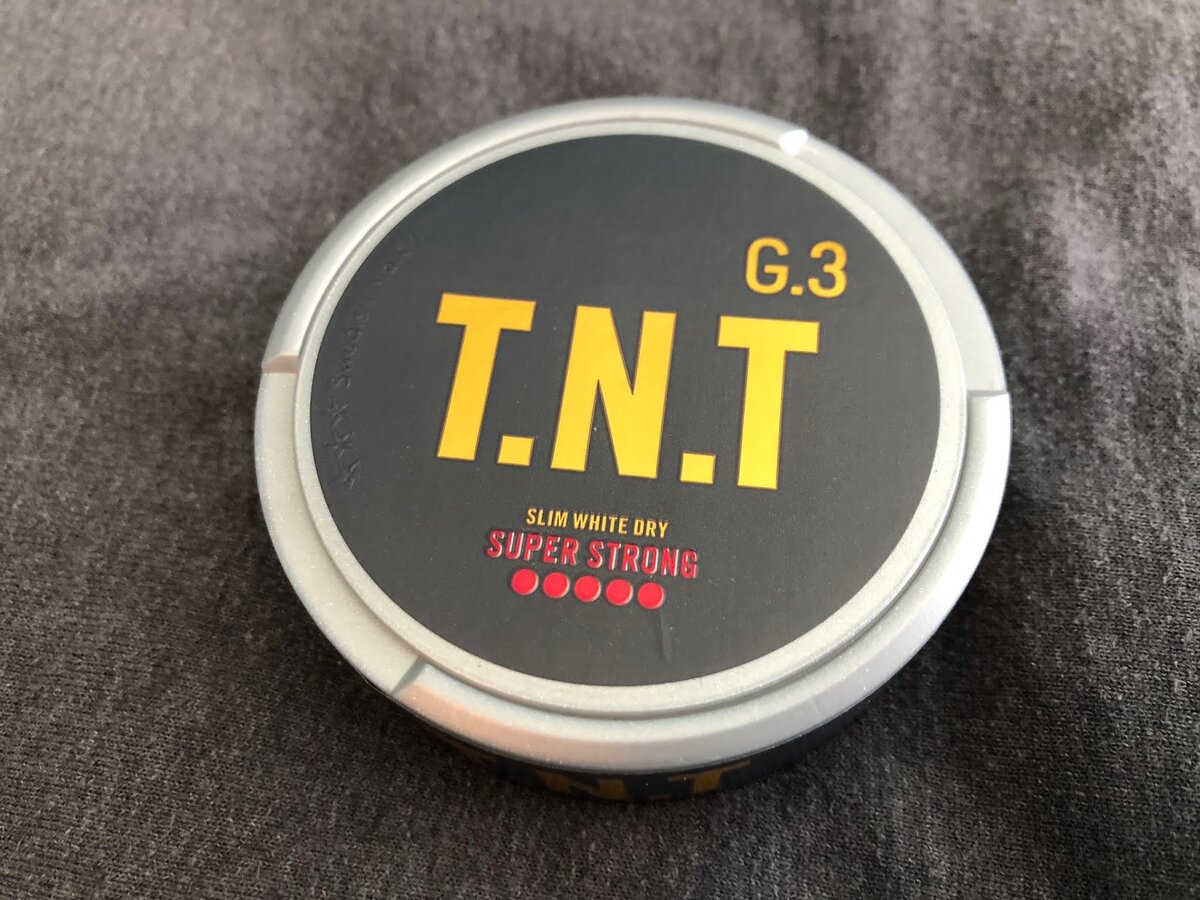 G.3
T.N.T
SLIM WHITE DRY
SUPER STRONG
N.T